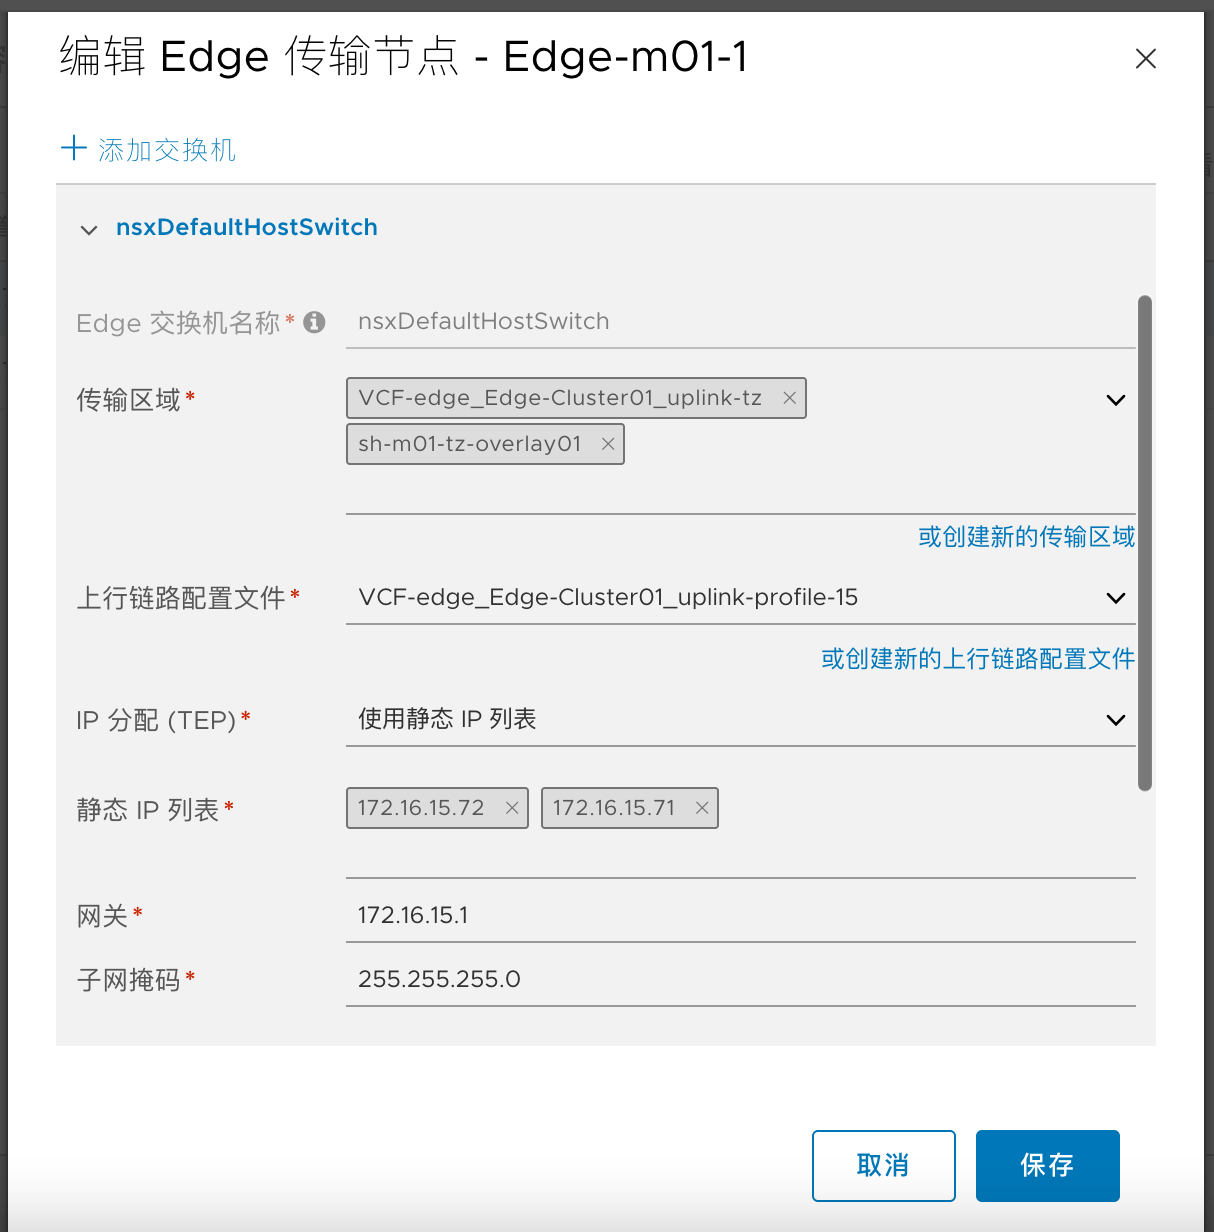 编辑 Edge 传输节点 - Edge-m01-1
添加交换机
nsxDefaultHostSwitch
Edge 交换机名称* nsxDefaultHostSwitch
传输区域* VCF-edge_Edge-Cluster01_uplink-tz
sh-m01-tz-overlay01
或创建新的传输区域
上行链路配置文件* VCF-edge_Edge-Cluster01_uplink-profile-15
或创建新的上行链路配置文件
IP 分配 (TEP)* 使用静态 IP 列表
静态 IP 列表* 172.16.15.72 172.16.15.71
网关* 172.16.15.1
子网掩码* 255.255.255.0
取消 保存